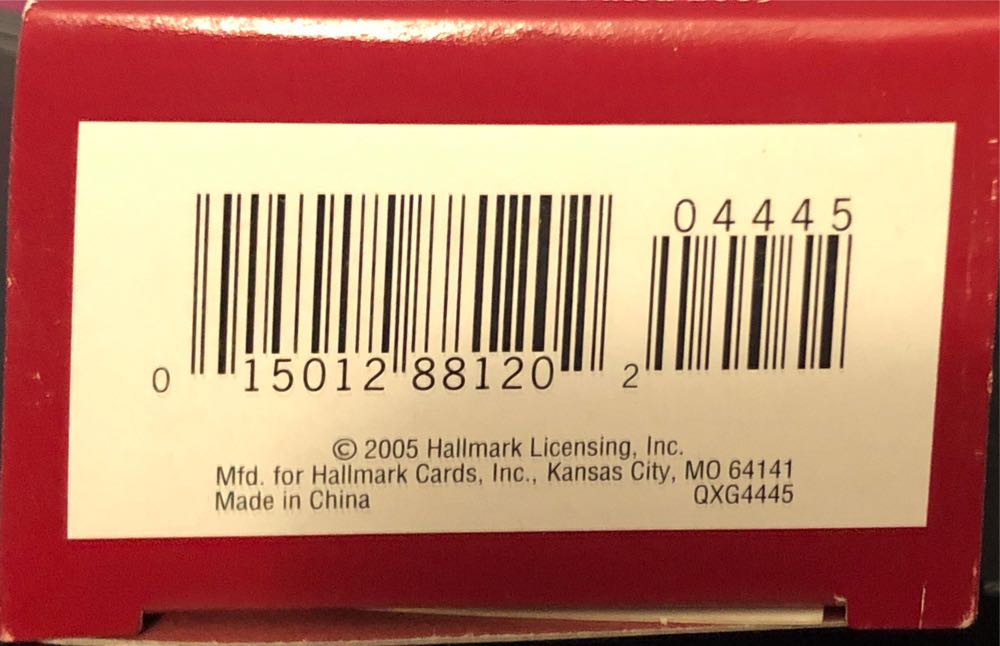 04445
0 15012 88120 2
© 2005 Hallmark Licensing, Inc.
Mfd. for Hallmark Cards, Inc., Kansas City, MO 64141
Made in China QXG4445